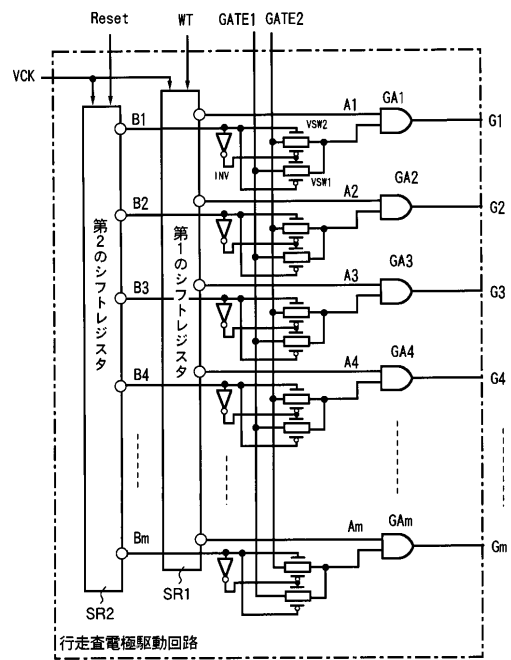 Reset
WT
GATE1
GATE2
VCK
B1
A1
GA1
G1
VSW2
INV
VSW1
B2
A2
GA2
G2
第2のシフトレジスタ
第1のシフトレジスタ
B3
A3
GA3
G3
B4
A4
GA4
G4
Bm
Am
GAm
Gm
SR2
SR1
行走査電極駆動回路